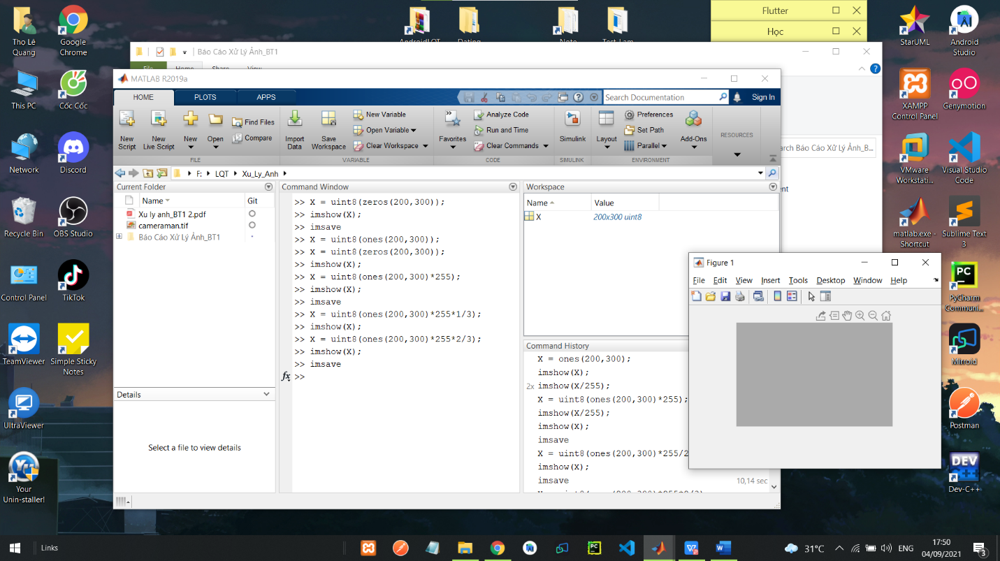 Tho Lê Quang
Google Chrome
This PC
Cốc Cốc
Network
Discord
Recycle Bin
OBS Studio
Control Panel
TikTok
TeamViewer
Simple Sticky Notes
UltraViewer
Your Unin-staller!
AndroidLQT
Dating
Note
Flutter
Học
StarUML
Android Studio
XAMPP Control Panel
Genymotion
VMware Workstati...
Visual Studio Code
matlab.exe - Shortcut
Sublime Text 3
PyCharm Communi...
Mirroid
Postman
DEV
Dev-C++
Báo Cáo Xử Lý Ảnh_BT1
File
Home
Share
View
arch Báo Cáo Xử Lý Ảnh_B...
MATLAB R2019a
HOME
PLOTS
APPS
Search Documentation
Sign In
New Script
New Live Script
New
Open
Find Files
Compare
FILE
Import Data
Save Workspace
New Variable
Open Variable
Clear Workspace
VARIABLE
Favorites
Analyze Code
Run and Time
Clear Commands
CODE
Simulink
SIMULINK
Layout
Preferences
Set Path
Parallel
Add-Ons
ENVIRONMENT
RESOURCES
F:
LQT
Xu_Ly_Anh
Current Folder
Name
Git
Xu ly anh_BT1 2.pdf
cameraman.tif
Báo Cáo Xử Lý Ảnh_BT1
Details
Select a file to view details
Command Window
>> X = uint8(zeros(200,300));
>> imshow(X);
>> imsave
>> X = uint8(ones(200,300));
>> X = uint8(zeros(200,300));
>> imshow(X);
>> X = uint8(ones(200,300)*255);
>> imshow(X);
>> imsave
>> X = uint8(ones(200,300)*255*1/3);
>> imshow(X);
>> X = uint8(ones(200,300)*255*2/3);
>> imshow(X);
>> imsave
fx >>
Workspace
Name
Value
X
200x300 uint8
Command History
X = ones(200,300);
imshow(X);
2x imshow(X/255);
X = uint8(ones(200,300)*255);
imshow(X/255);
imshow(X);
imsave
X = uint8(ones(200,300)*255/2
imshow(X);
imsave
10,14 sec
Figure 1
File Edit View Insert Tools Desktop Window Help
Links
31°C
ENG
17:50
04/09/2021
3